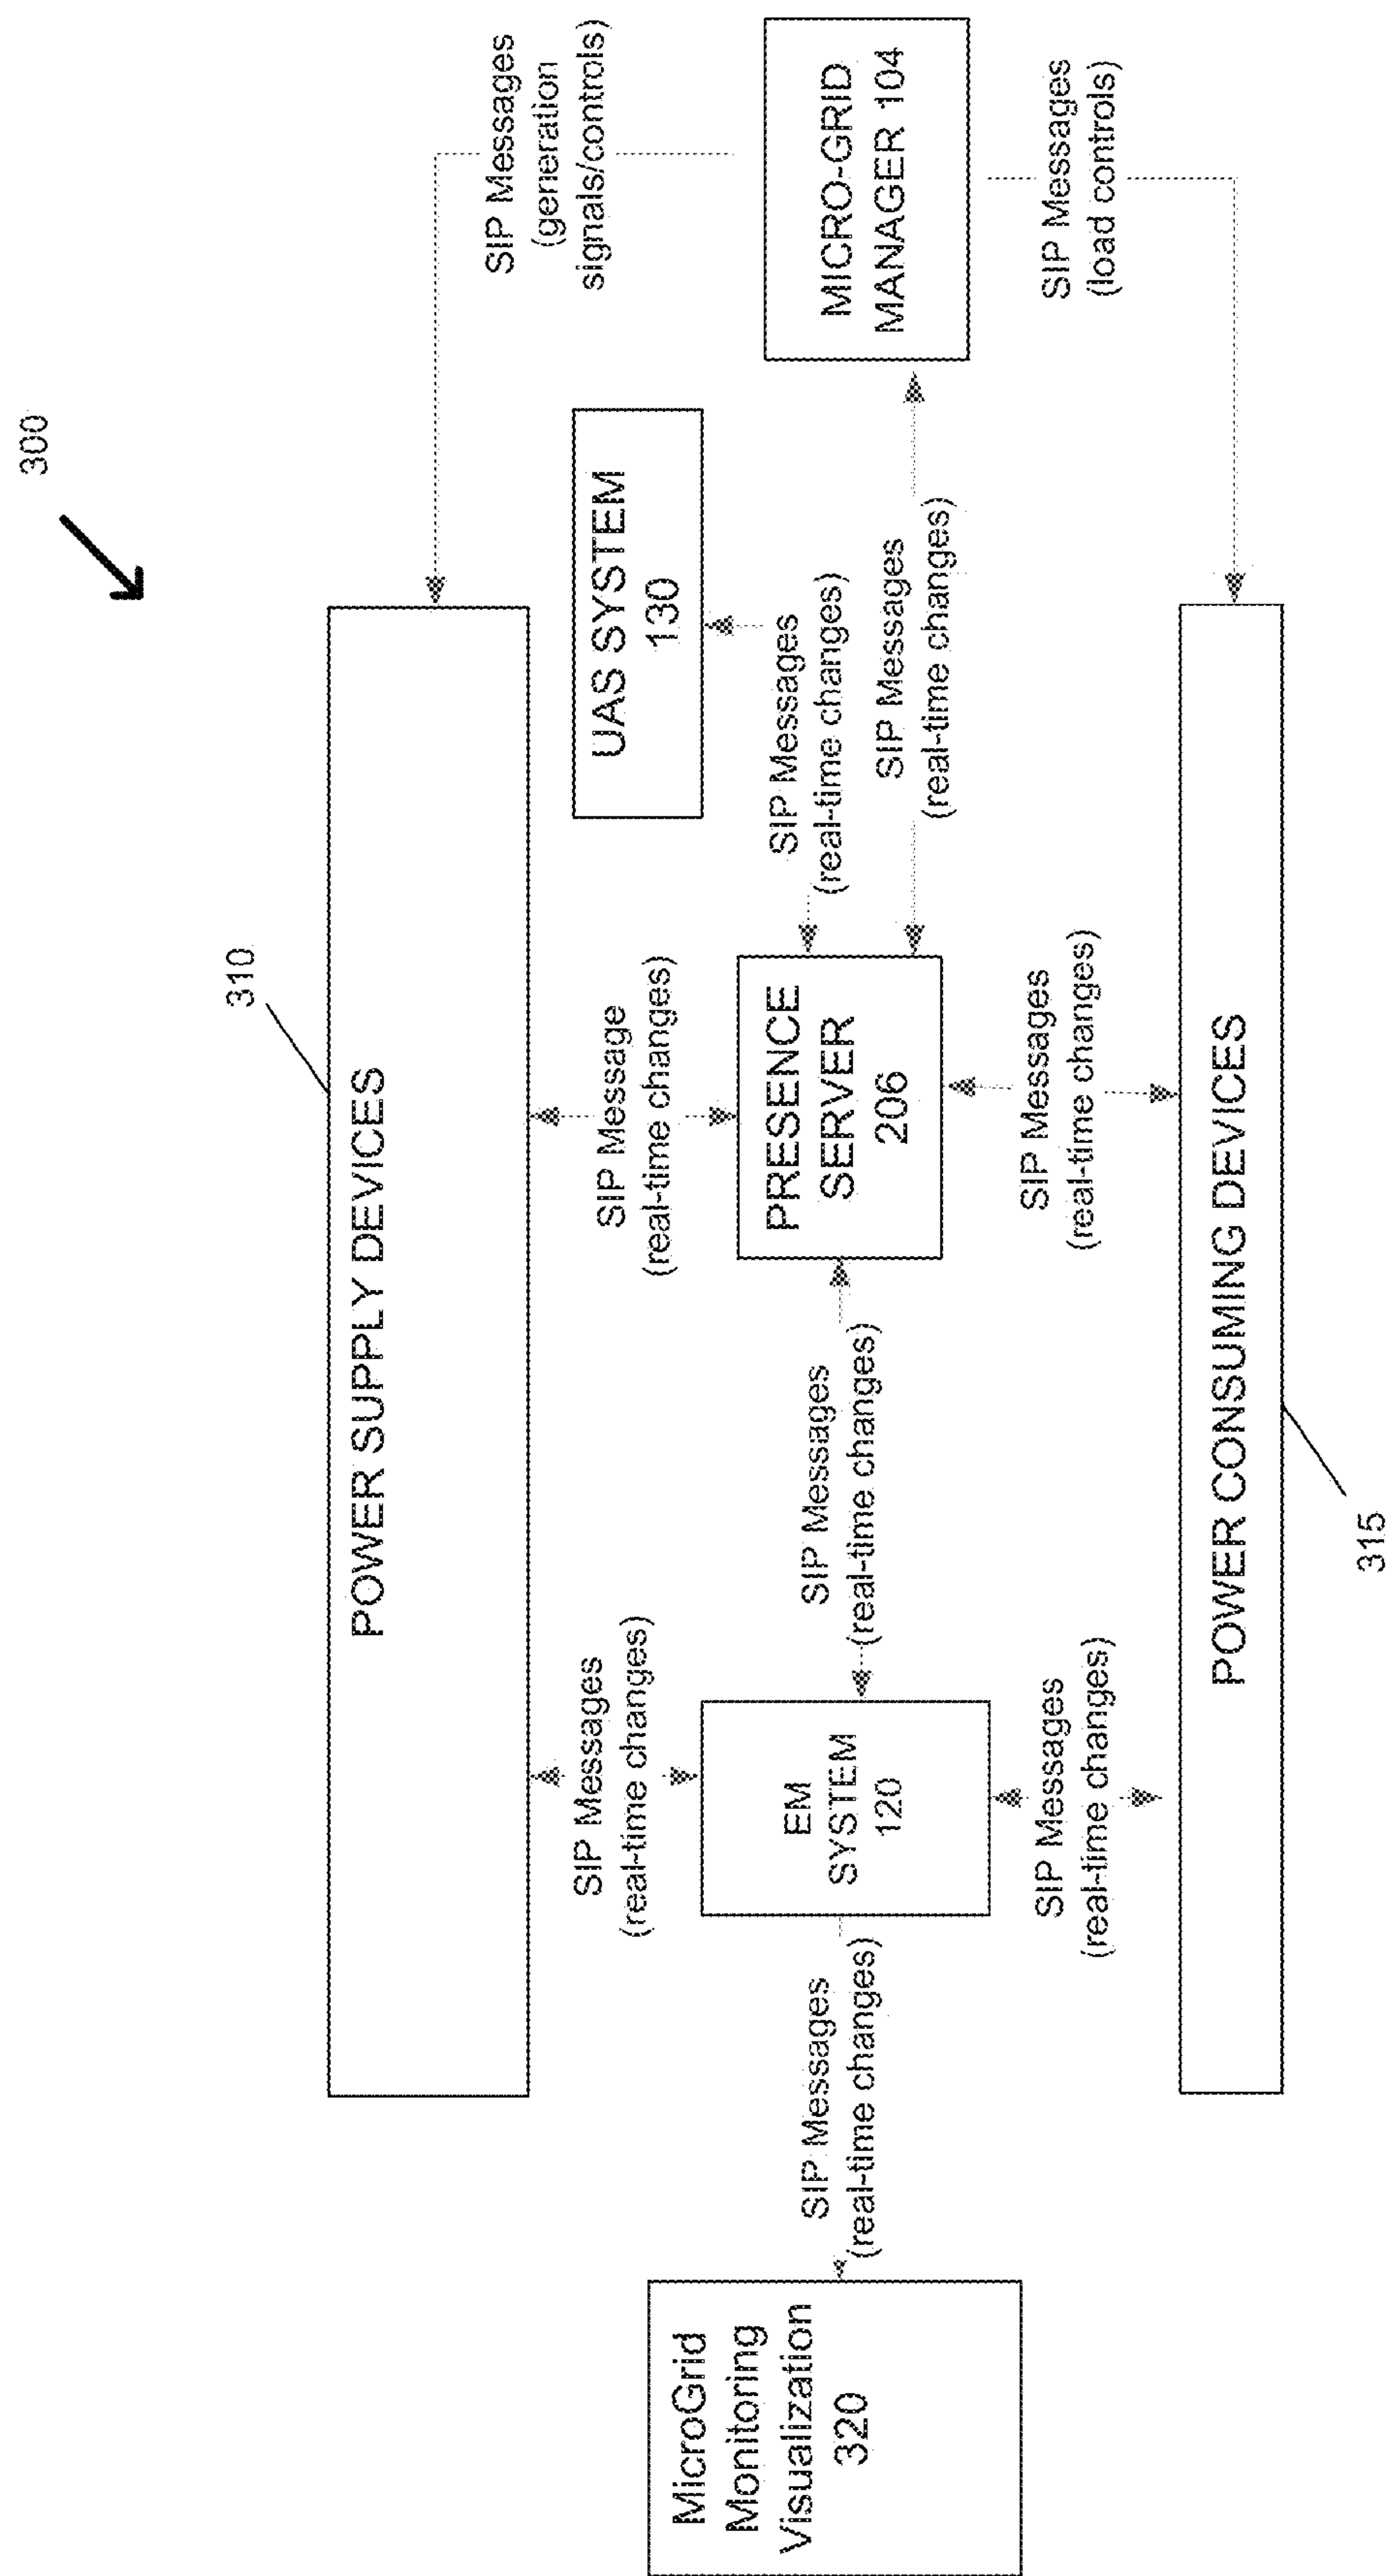 300
310
POWER SUPPLY DEVICES
SIP Messages
(generation
signals/controls)
SIP Messages
(real-time changes)
SIP Message
(real-time changes)
UAS SYSTEM
130
MicroGrid
Monitoring
Visualization
320
SIP Messages
(real-time changes)
EM
SYSTEM
120
SIP Messages
(real-time changes)
PRESENCE
SERVER
206
SIP Messages
(real-time changes)
SIP Messages
(real-time changes)
MICRO-GRID
MANAGER 104
SIP Messages
(real-time changes)
SIP Messages
(real-time changes)
SIP Messages
(load controls)
POWER CONSUMING DEVICES
315